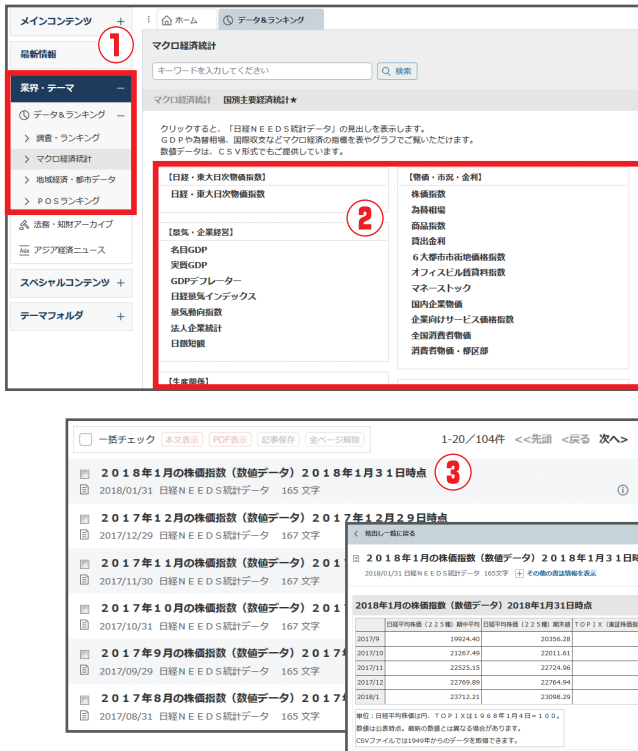 メインコンテンツ +
最新情報
①
業界・テーマ −
データ&ランキング −
> 調査・ランキング
> マクロ経済統計
> 地域経済・都市データ
> POSランキング
法務・知財アーカイブ
Asia アジア経済ニュース
スペシャルコンテンツ +
テーマフォルダ +
ホーム データ&ランキング
マクロ経済統計
キーワードを入力してください 検索
マクロ経済統計 国別主要経済統計★
クリックすると、「日経NEEDS統計データ」の見出しを表示します。
GDPや為替相場、国際収支などマクロ経済の指標を表やグラフでご覧いただけます。
数値データは、CSV形式でもご提供しています。
②
【日経・東大日次物価指数】
日経・東大日次物価指数
【景気・企業経営】
名目GDP
実質GDP
GDPデフレーター
日経景気インデックス
景気動向指数
法人企業統計
日銀短観
【生産関係】
【物価・市況・金利】
株価指数
為替相場
商品指数
貸出金利
6大都市市街地価格指数
オフィスビル賃貸料指数
マネーストック
国内企業物価
企業向けサービス価格指数
全国消費者物価
消費者物価・都区部
一括チェック 本文表示 PDF表示 記事保存 全ページ解除 1-20/104件 <<先頭 <戻る 次へ>
2018年1月の株価指数(数値データ)2018年1月31日時点
③
2018/01/31 日経NEEDS統計データ 165文字
2017年12月の株価指数(数値データ)2017年12月29日時点
2017/12/29 日経NEEDS統計データ 167文字
2017年11月の株価指数(数値データ)201
2017/11/30 日経NEEDS統計データ 167文字
2017年10月の株価指数(数値データ)201
2017/10/31 日経NEEDS統計データ 167文字
2017年9月の株価指数(数値データ)2017年
2017/09/29 日経NEEDS統計データ 165文字
2017年8月の株価指数(数値データ)2017年
2017/08/31 日経NEEDS統計データ 165文字
< 見出し一覧に戻る
2018年1月の株価指数(数値データ)2018年1月31日時
2018/01/31 日経NEEDS統計データ 165文字 + その他の書誌情報を表示
2018年1月の株価指数(数値データ)2018年1月31日時点
日経平均株価(225種)期中平均 日経平均株価(225種)期末値 TOPIX(東証株価指
2017/9 19924.40 20356.28
2017/10 21267.49 22011.61
2017/11 22525.15 22724.96
2017/12 22769.89 22764.94
2018/1 23712.21 23098.29
単位:日経平均株価は円、TOPIXは1968年1月4日=100。
数値は公表時点。最新の数値とは異なる場合があります。
CSVファイルでは1949年からのデータを取得できます。